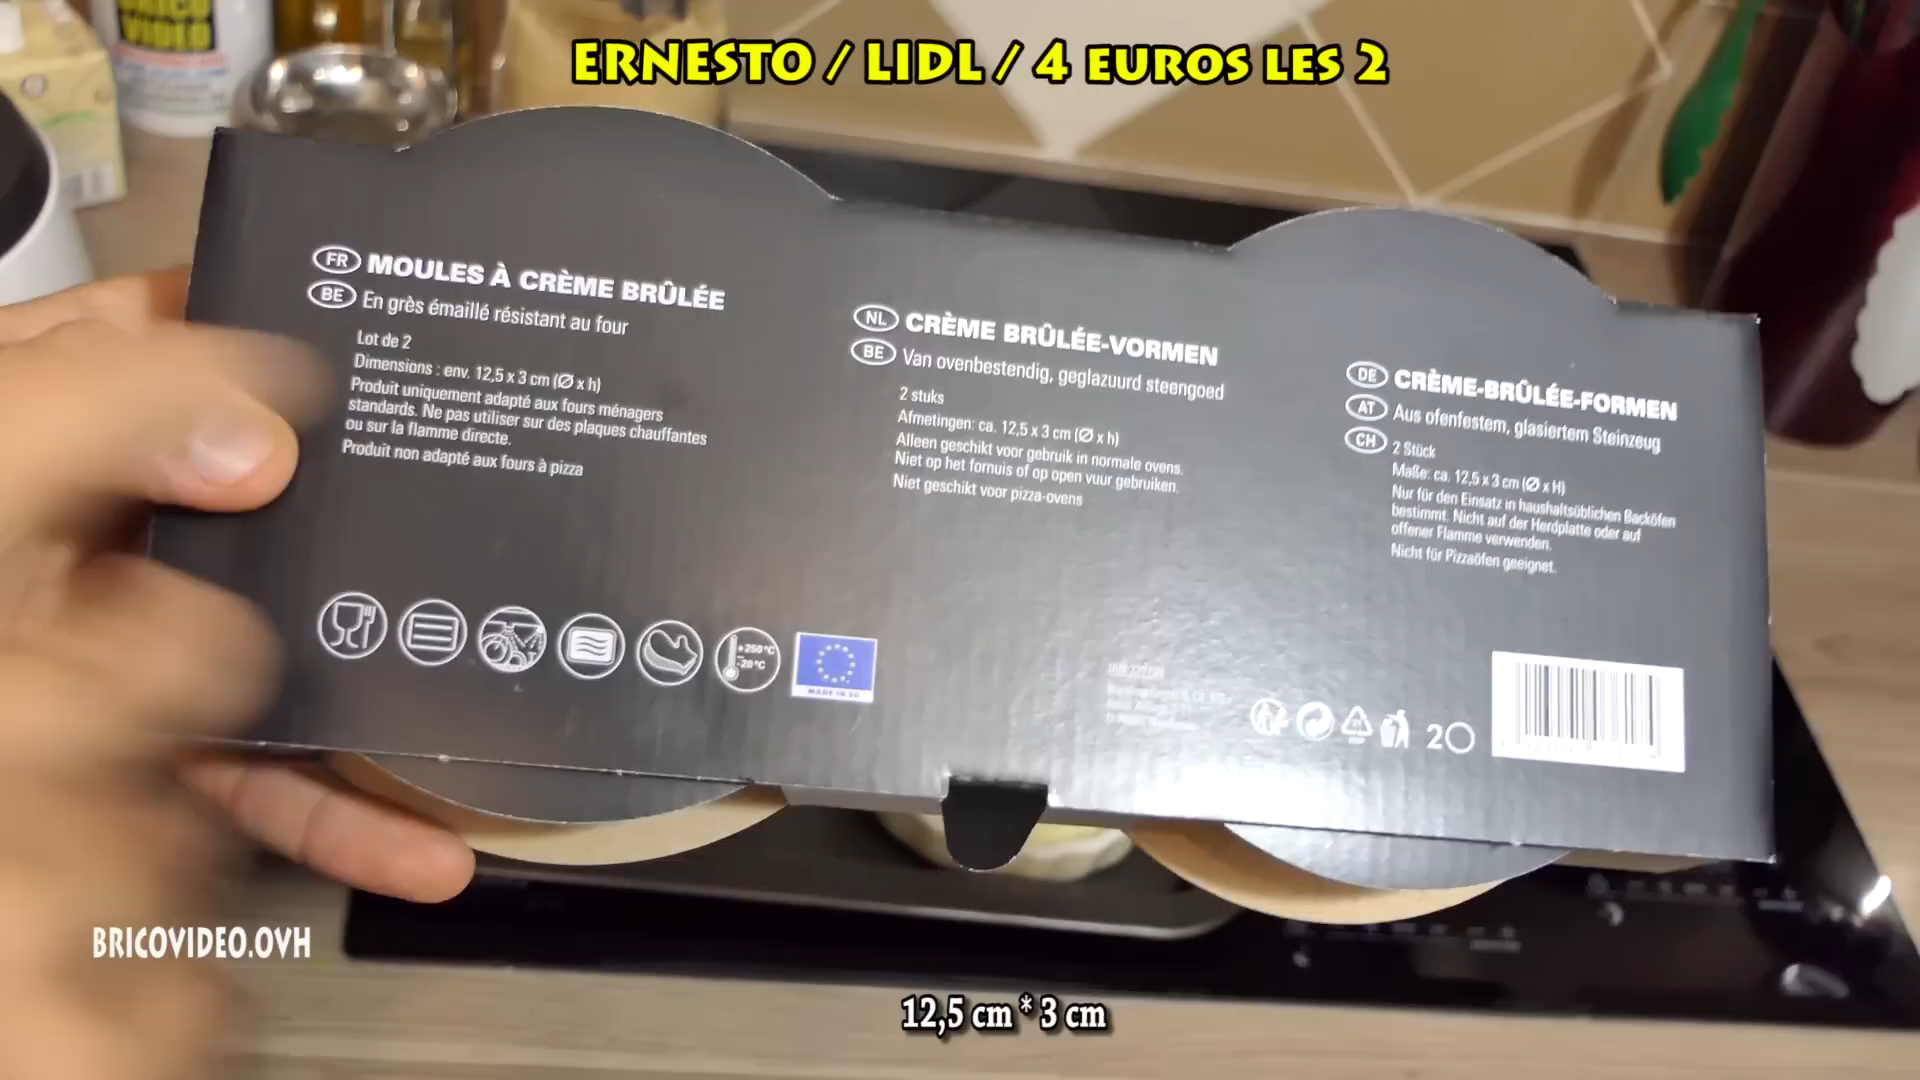 BRICO
VIDEO
ERNESTO / LIDL / 4 EUROS LES 2
FR MOULES À CRÈME BRÛLÉE
BE En grès émaillé résistant au four
Lot de 2
Dimensions : env. 12,5 x 3 cm (Ø x h)
Produit uniquement adapté aux fours ménagers
standards. Ne pas utiliser sur des plaques chauffantes
ou sur la flamme directe.
Produit non adapté aux fours à pizza
NL CRÈME BRÛLÉE-VORMEN
BE Van ovenbestendig, geglazuurd steengoed
2 stuks
Afmetingen: ca. 12,5 x 3 cm (Ø x h)
Alleen geschikt voor gebruik in normale ovens.
Niet op het fornuis of op open vuur gebruiken.
Niet geschikt voor pizza-ovens
DE CRÈME-BRÛLÉE-FORMEN
AT Aus ofenfestem, glasiertem Steinzeug
CH
2 Stück
Maße: ca. 12,5 x 3 cm (Ø x H)
Nur für den Einsatz in haushaltsüblichen Backöfen
bestimmt. Nicht auf der Herdplatte oder auf
offener Flamme verwenden.
Nicht für Pizzaöfen geeignet.
+250°C
-20°C
MADE IN EU
2
BRICOVIDEO.OVH
12,5 cm * 3 cm